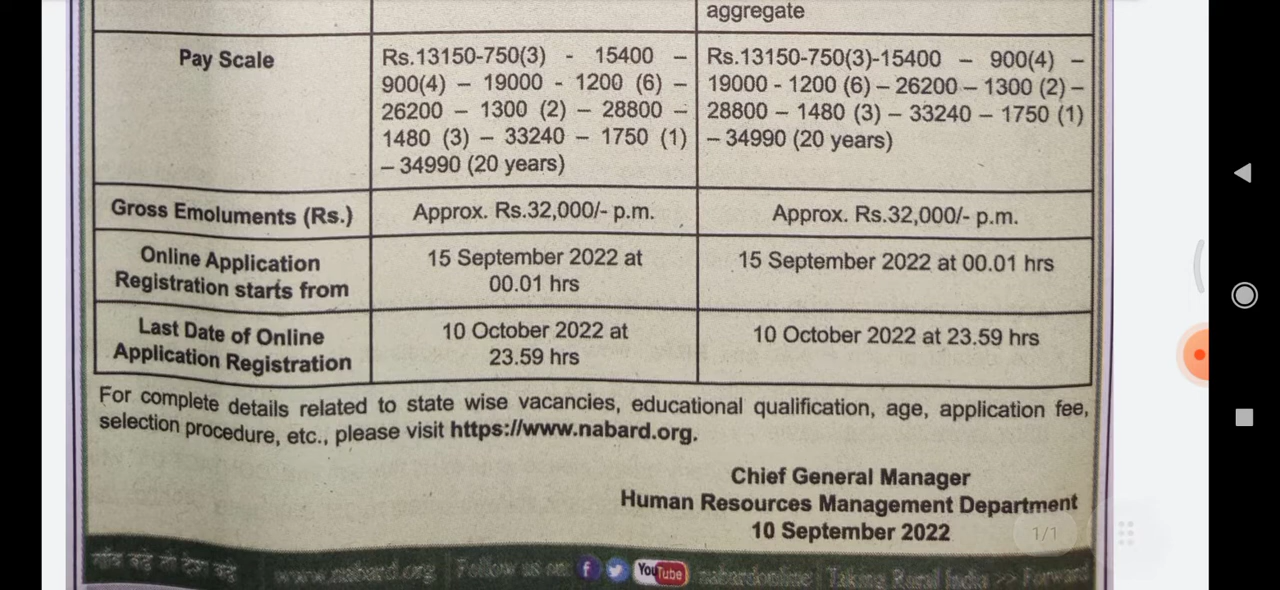 aggregate
Pay Scale
Rs.13150-750(3) - 15400 –
900(4) – 19000 - 1200 (6) –
26200 – 1300 (2) – 28800 –
1480 (3) – 33240 – 1750 (1)
– 34990 (20 years)
Rs.13150-750(3)-15400 – 900(4) –
19000 - 1200 (6) – 26200 – 1300 (2) –
28800 – 1480 (3) – 33240 – 1750 (1)
– 34990 (20 years)
Gross Emoluments (Rs.)
Approx. Rs.32,000/- p.m.
Approx. Rs.32,000/- p.m.
Online Application
Registration starts from
15 September 2022 at
00.01 hrs
15 September 2022 at 00.01 hrs
Last Date of Online
Application Registration
10 October 2022 at
23.59 hrs
10 October 2022 at 23.59 hrs
For complete details related to state wise vacancies, educational qualification, age, application fee,
selection procedure, etc., please visit https://www.nabard.org.
Chief General Manager
Human Resources Management Department
10 September 2022
1/1
गाँव बढ़े तो देश बढ़े
www.nabard.org | Follow us on: f YouTube nabardonline | Taking Rural India >> Forward